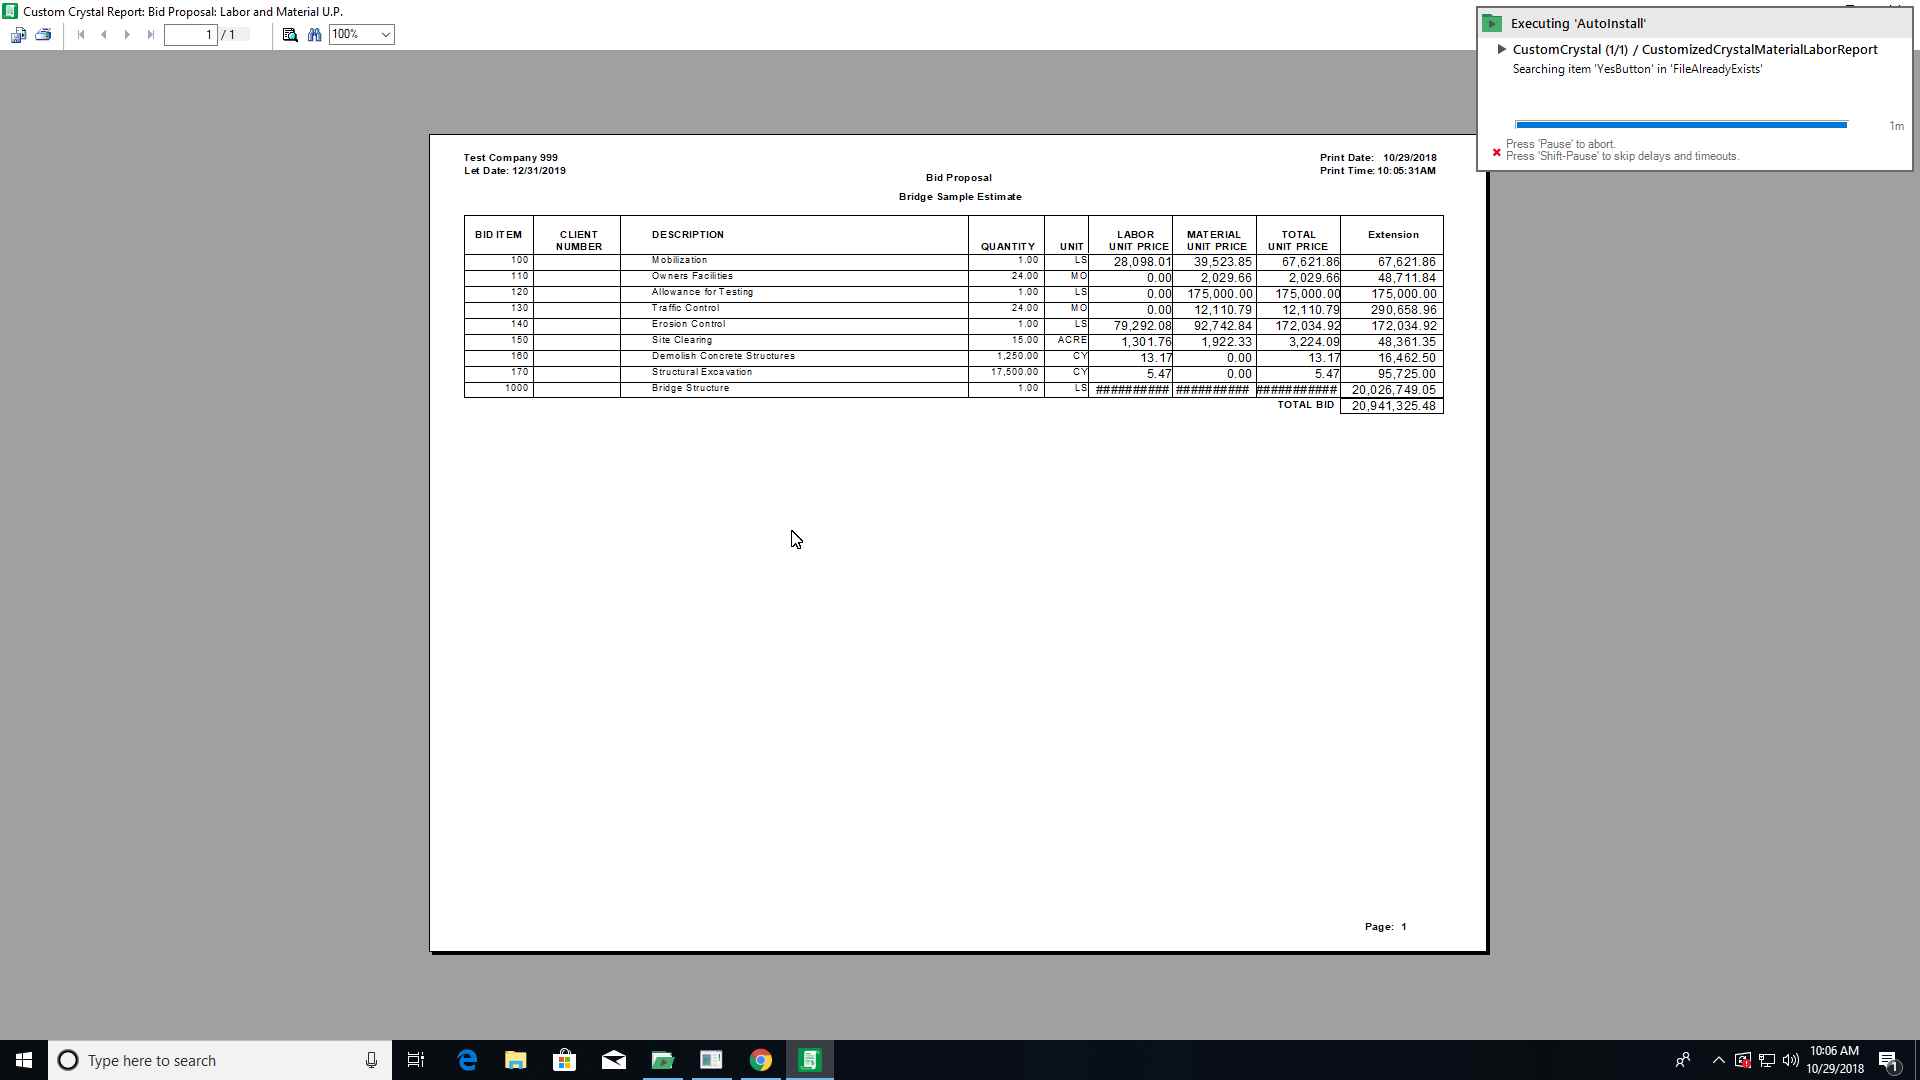 Custom Crystal Report: Bid Proposal: Labor and Material U.P.
1 / 1 100%
Executing 'AutoInstall'
CustomCrystal (1/1) / CustomizedCrystalMaterialLaborReport
Searching item 'YesButton' in 'FileAlreadyExists'
1m
Press 'Pause' to abort.
Press 'Shift-Pause' to skip delays and timeouts.
Test Company 999 Print Date: 10/29/2018
Let Date: 12/31/2019 Print Time: 10:05:31AM
Bid Proposal
Bridge Sample Estimate
BID ITEM CLIENT NUMBER DESCRIPTION QUANTITY UNIT LABOR UNIT PRICE MATERIAL UNIT PRICE TOTAL UNIT PRICE Extension
100 Mobilization 1.00 LS 28,098.01 39,523.85 67,621.86 67,621.86
110 Owners Facilities 24.00 MO 0.00 2,029.66 2,029.66 48,711.84
120 Allowance for Testing 1.00 LS 0.00 175,000.00 175,000.00 175,000.00
130 Traffic Control 24.00 MO 0.00 12,110.79 12,110.79 290,658.96
140 Erosion Control 1.00 LS 79,292.08 92,742.84 172,034.92 172,034.92
150 Site Clearing 15.00 ACRE 1,301.76 1,922.33 3,224.09 48,361.35
160 Demolish Concrete Structures 1,250.00 CY 13.17 0.00 13.17 16,462.50
170 Structural Excavation 17,500.00 CY 5.47 0.00 5.47 95,725.00
1000 Bridge Structure 1.00 LS ########## ########## ########### 20,026,749.05
TOTAL BID 20,941,325.48
Page: 1
Type here to search
10:06 AM
10/29/2018
1